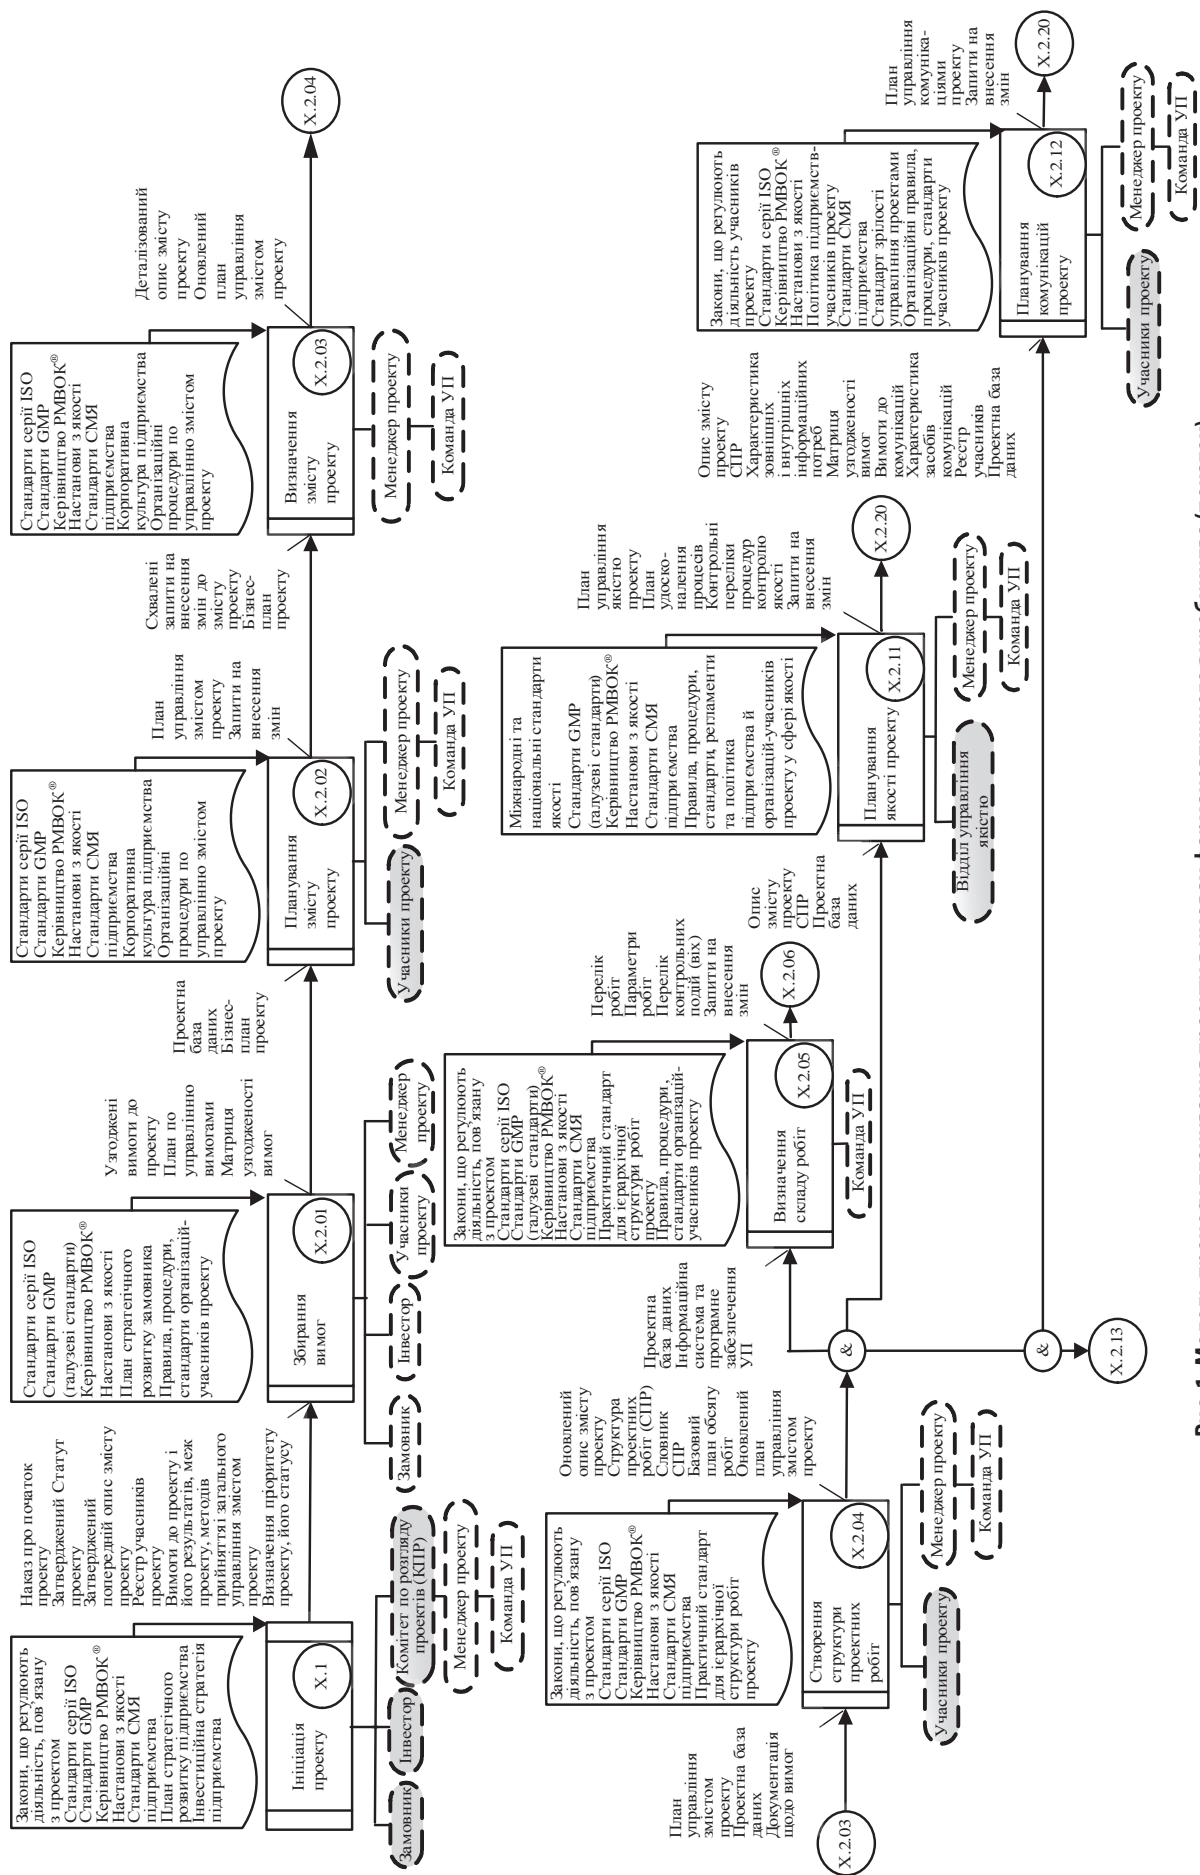 Закони, що регулюють
діяльність, пов'язану
з проектом
Стандарти серії ISO
Стандарти GMP
Керівництво PMBOK®
Настанови з якості
Стандарти СМЯ
підприємства
План стратегічного
розвитку підприємства
Інвестиційна стратегія
підприємства
Ініціація
проекту
X.1
Замовник
Інвестор
Комітет по розгляду
проектів (КПР)
Менеджер проекту
Команда УП
Наказ про початок
проекту
Затверджений Статут
проекту
Затверджений
попередній опис змісту
проекту
Реєстр учасників
проекту
Вимоги до проекту і
його результатів, меж
проекту, методів
прийняття і загального
управління змістом
проекту
Визначення пріоритету
проекту, його статусу
Стандарти серії ISO
Стандарти GMP
(галузеві стандарти)
Керівництво PMBOK®
Настанови з якості
План стратегічного
розвитку замовника
Правила, процедури,
стандарти організацій-
учасників проекту
Збирання
вимог
X.2.01
Замовник
Інвестор
Учасники
проекту
Менеджер
проекту
Узгоджені
вимоги до
проекту
План по
управлінню
вимогами
Матриця
узгодженості
вимог
Проектна
база
даних
Бізнес-
план
проекту
Стандарти серії ISO
Стандарти GMP
Керівництво PMBOK®
Настанови з якості
Стандарти СМЯ
підприємства
Корпоративна
культура підприємства
Організаційні
процедури по
управлінню змістом
проекту
Планування
змісту
проекту
X.2.02
Учасники проекту
Менеджер проекту
Команда УП
План
управління
змістом
проекту
Запити на
внесення
змін
Схвалені
запити на
внесення
змін до
змісту
проекту
Бізнес-
план
проекту
Стандарти серії ISO
Стандарти GMP
Керівництво PMBOK®
Настанови з якості
Стандарти СМЯ
підприємства
Корпоративна
культура підприємства
Організаційні
процедури по
управлінню змістом
проекту
Визначення
змісту
проекту
X.2.03
Менеджер проекту
Команда УП
Деталізований
опис змісту
проекту
Оновлений
план
управління
змістом
проекту
X.2.04
X.2.03
План
управління
змістом
проекту
Проектна база
даних
Документація
щодо вимог
Закони, що регулюють
діяльність, пов'язану
з проектом
Стандарти серії ISO
Стандарти GMP
Керівництво PMBOK®
Настанови з якості
Стандарти СМЯ
підприємства
Практичний стандарт
для ієрархічної
структури робіт
проекту
Створення
структури
проектних
робіт
X.2.04
Учасники проекту
Менеджер проекту
Команда УП
Оновлений
опис змісту
проекту
Структура
проектних
робіт (СПР)
Словник
СПР
Базовий
план обсягу
робіт
Оновлений
план
управління
змістом
проекту
&
&
X.2.13
Проектна
база даних
Інформаційна
система та
програмне
забезпечення
УП
Закони, що регулюють
діяльність, пов'язану
з проектом
Стандарти серії ISO
Стандарти GMP
(галузеві стандарти)
Керівництво PMBOK®
Настанови з якості
Стандарти СМЯ
підприємства
Практичний стандарт
для ієрархічної
структури робіт
проекту
Правила, процедури,
стандарти організацій-
учасників проекту
Визначення
складу робіт
X.2.05
Команда УП
Перелік
робіт
Параметри
робіт
Перелік
контрольних
подій (віх)
Запити на
внесення
змін
X.2.06
Опис
змісту
проекту
СПР
Проектна
база
даних
Міжнародні та
національні стандарти
якості
Стандарти GMP
(галузеві стандарти)
Керівництво PMBOK®
Настанови з якості
Стандарти СМЯ
підприємства
Правила, процедури,
стандарти, регламенти
та політика
підприємства й
організацій-учасників
проекту у сфері якості
Планування
якості проекту
X.2.11
Відділ управління
якістю
Менеджер проекту
Команда УП
План
управління
якістю
проекту
План
удоско-
налення
процесів
Контрольні
переліки
процедур
контролю
якості
Запити на
внесення
змін
X.2.20
Опис змісту
проекту
СПР
Характеристика
зовнішніх
і внутрішніх
інформаційних
потреб
Матриця
узгодженості
вимог
Вимоги до
комунікацій
Характеристика
засобів
комунікацій
Реєстр
учасників
Проектна база
даних
Закони, що регулюють
діяльність учасників
проекту
Стандарти серії ISO
Керівництво PMBOK®
Настанови з якості
Політика підприємств-
учасників проекту
Стандарти СМЯ
підприємства
Стандарт зрілості
управління проектами
Організаційні правила,
процедури, стандарти
учасників проекту
Планування
комунікацій
проекту
X.2.12
Учасники проекту
Менеджер проекту
Команда УП
План
управління
комуніка-
ціями
проекту
Запити на
внесення
змін
X.2.20